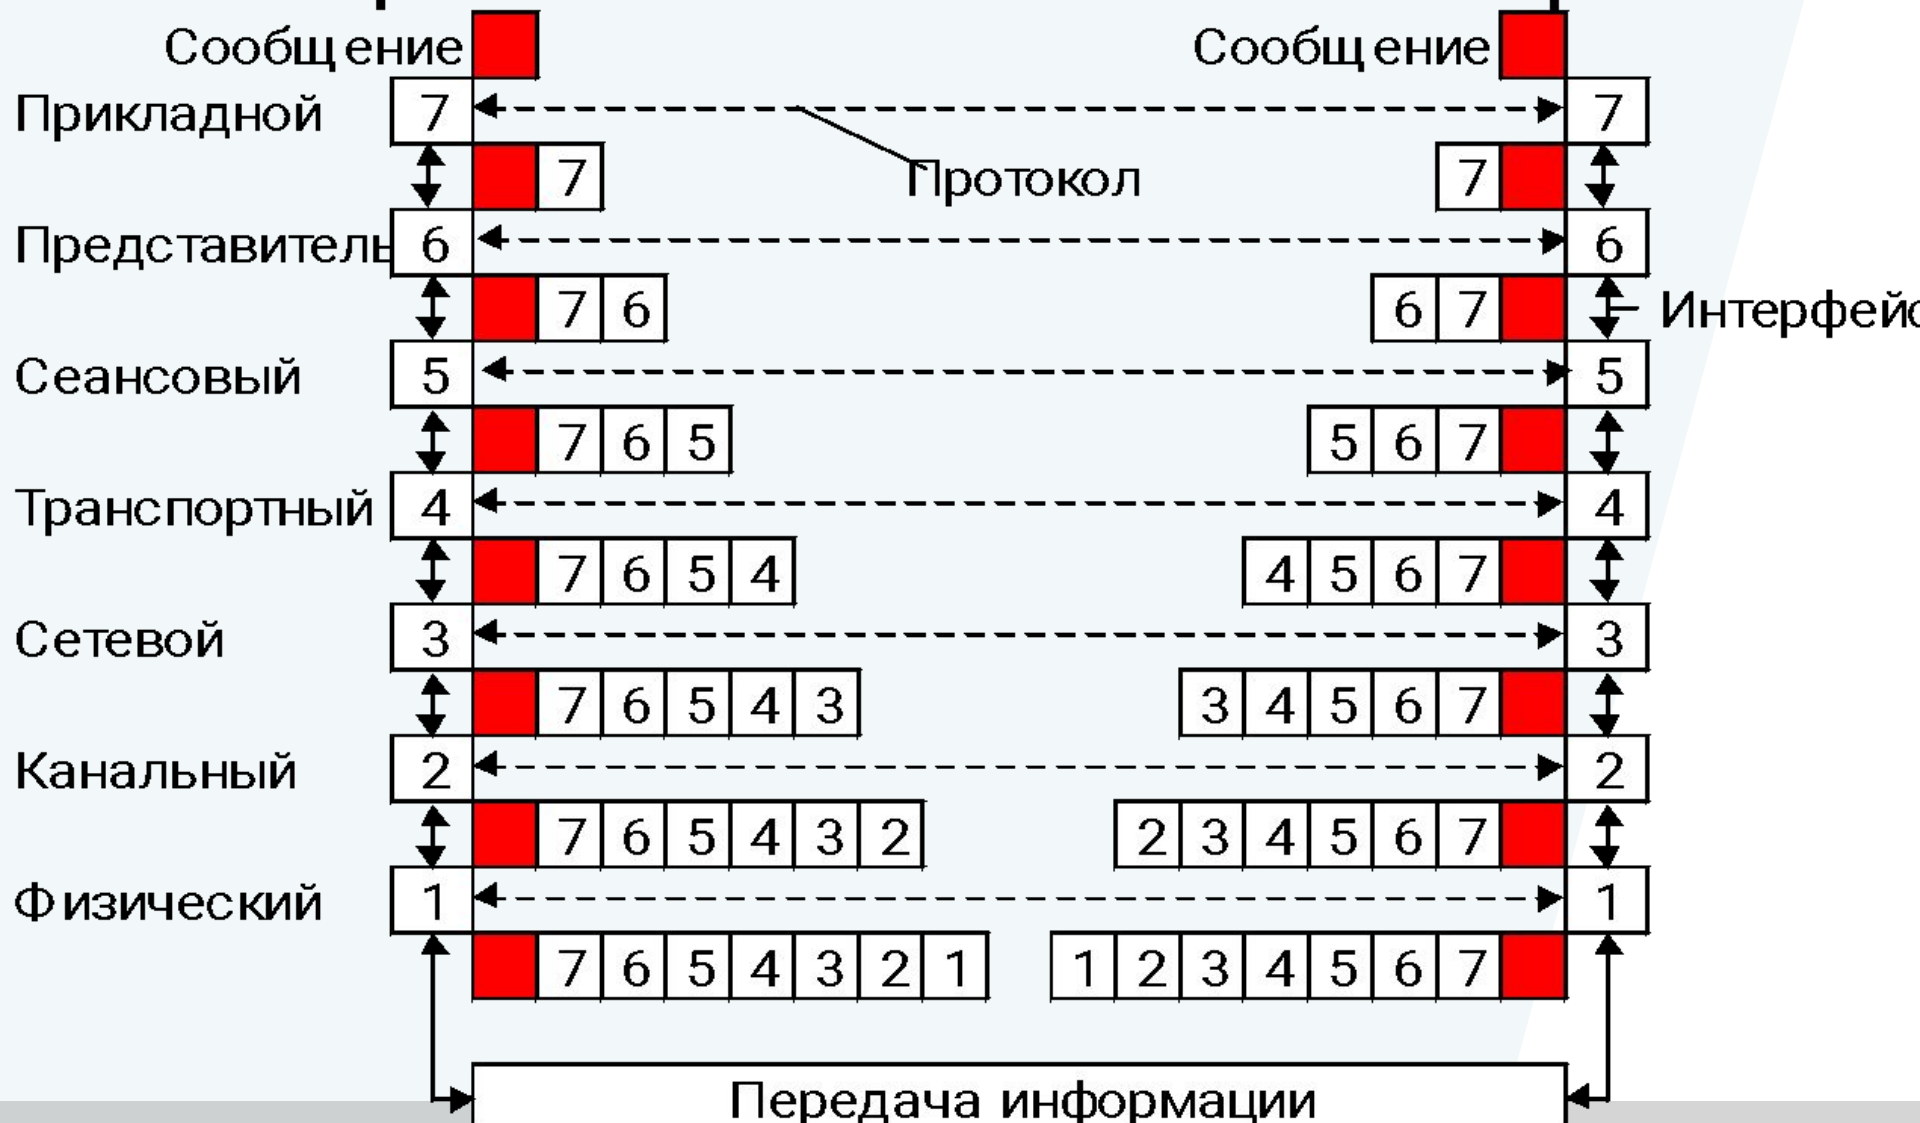 Сообщение Сообщение
Прикладной 7 7
7 Протокол 7
Представитель 6 6
7 6 6 7 Интерфейс
Сеансовый 5 5
7 6 5 5 6 7
Транспортный 4 4
7 6 5 4 4 5 6 7
Сетевой 3 3
7 6 5 4 3 3 4 5 6 7
Канальный 2 2
7 6 5 4 3 2 2 3 4 5 6 7
Физический 1 1
7 6 5 4 3 2 1 1 2 3 4 5 6 7
Передача информации